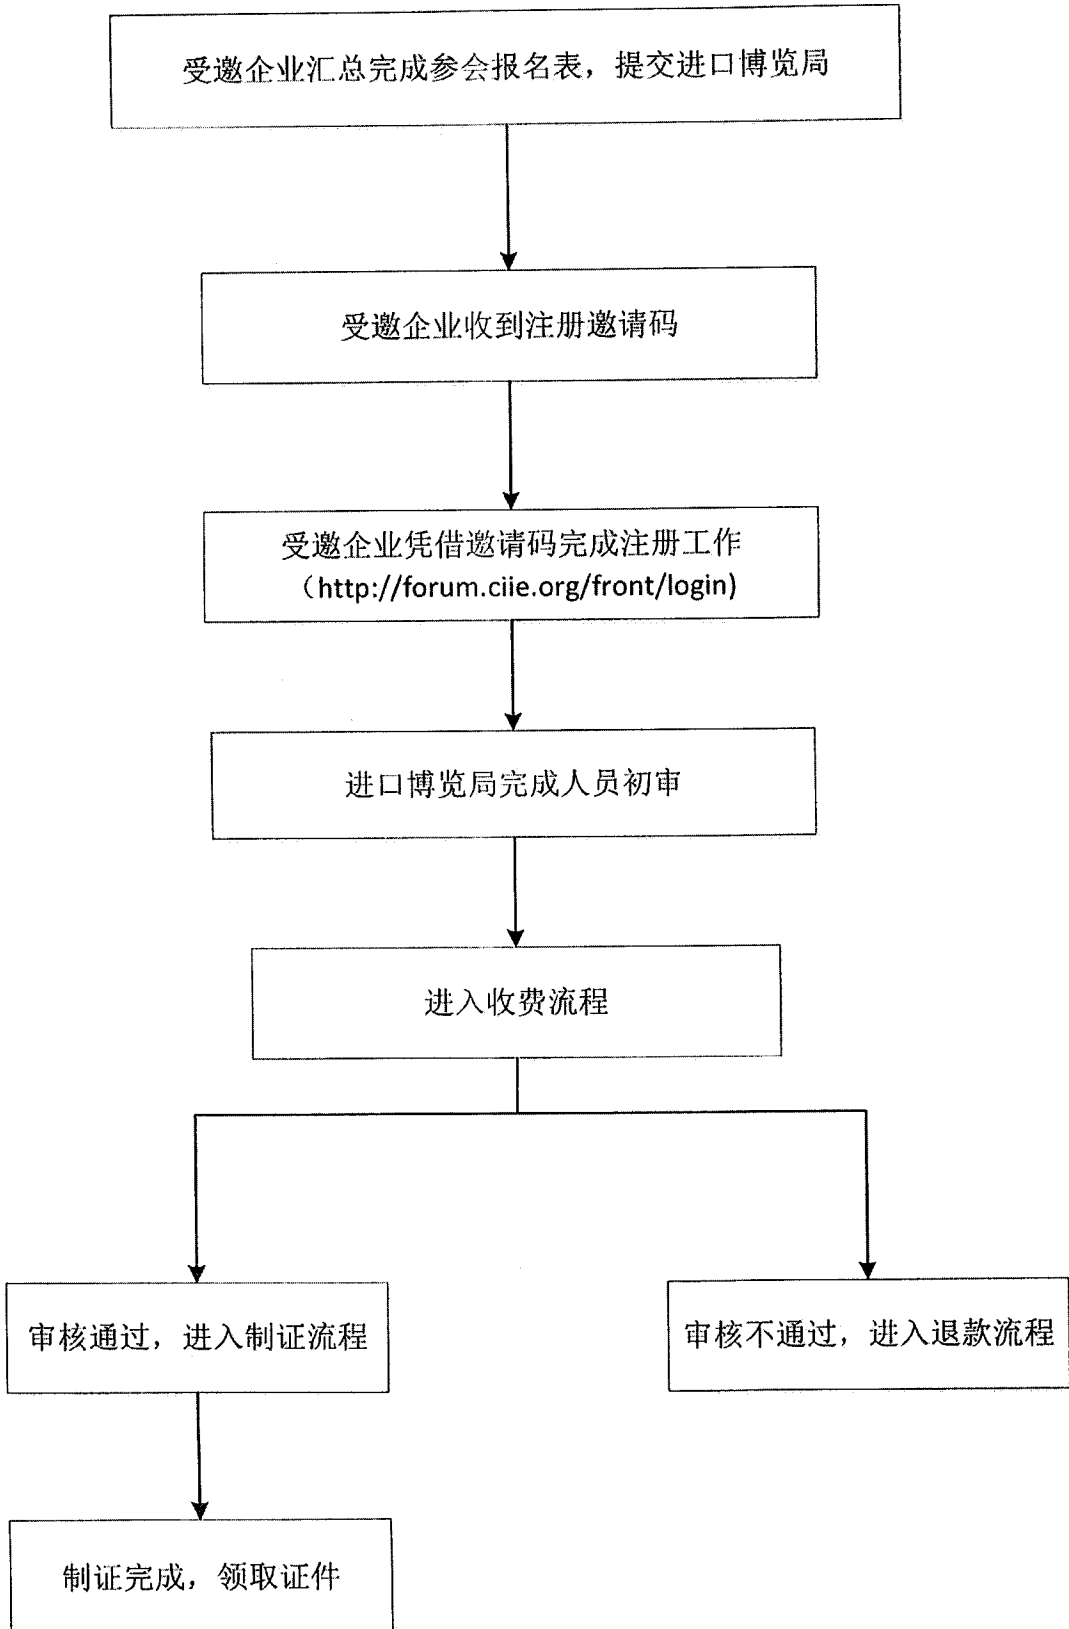 受邀企业汇总完成参会报名表，提交进口博览局
受邀企业收到注册邀请码
受邀企业凭借邀请码完成注册工作
（http://forum.ciie.org/front/login)
进口博览局完成人员初审
进入收费流程
审核通过，进入制证流程
审核不通过，进入退款流程
制证完成，领取证件